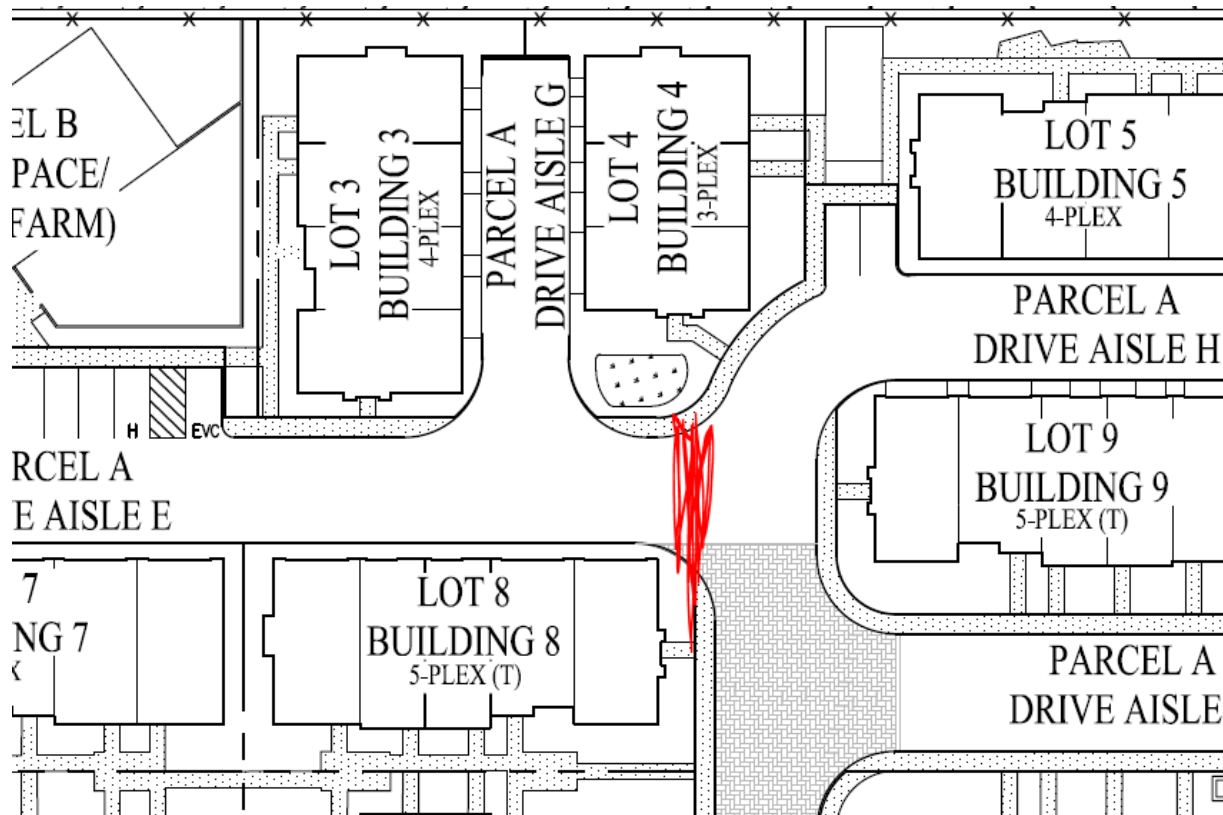 EL B
PACE/
FARM)
LOT 3
BUILDING 3
4-PLEX
PARCEL A
DRIVE AISLE G
LOT 4
BUILDING 4
3-PLEX
LOT 5
BUILDING 5
4-PLEX
PARCEL A
DRIVE AISLE H
H
EVC
RCEL A
E AISLE E
LOT 9
BUILDING 9
5-PLEX (T)
7
NG 7
X
LOT 8
BUILDING 8
5-PLEX (T)
PARCEL A
DRIVE AISLE